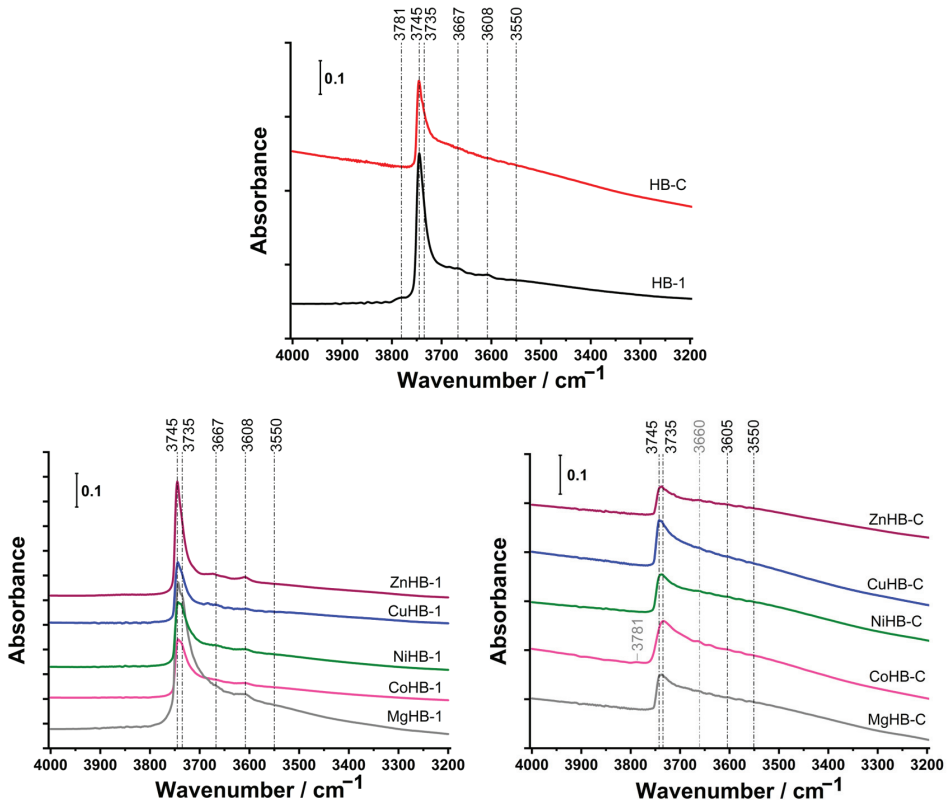 3781 3745 3735 3667 3608 3550
0.1
Absorbance
HB-C
HB-1
4000 3900 3800 3700 3600 3500 3400 3300 3200
Wavenumber / cm⁻¹
3745 3735 3667 3608 3550
0.1
Absorbance
ZnHB-1
CuHB-1
NiHB-1
CoHB-1
MgHB-1
4000 3900 3800 3700 3600 3500 3400 3300 3200
Wavenumber / cm⁻¹
3745 3735 3660 3605 3550
0.1
Absorbance
ZnHB-C
CuHB-C
NiHB-C
3781
CoHB-C
MgHB-C
4000 3900 3800 3700 3600 3500 3400 3300 3200
Wavenumber / cm⁻¹